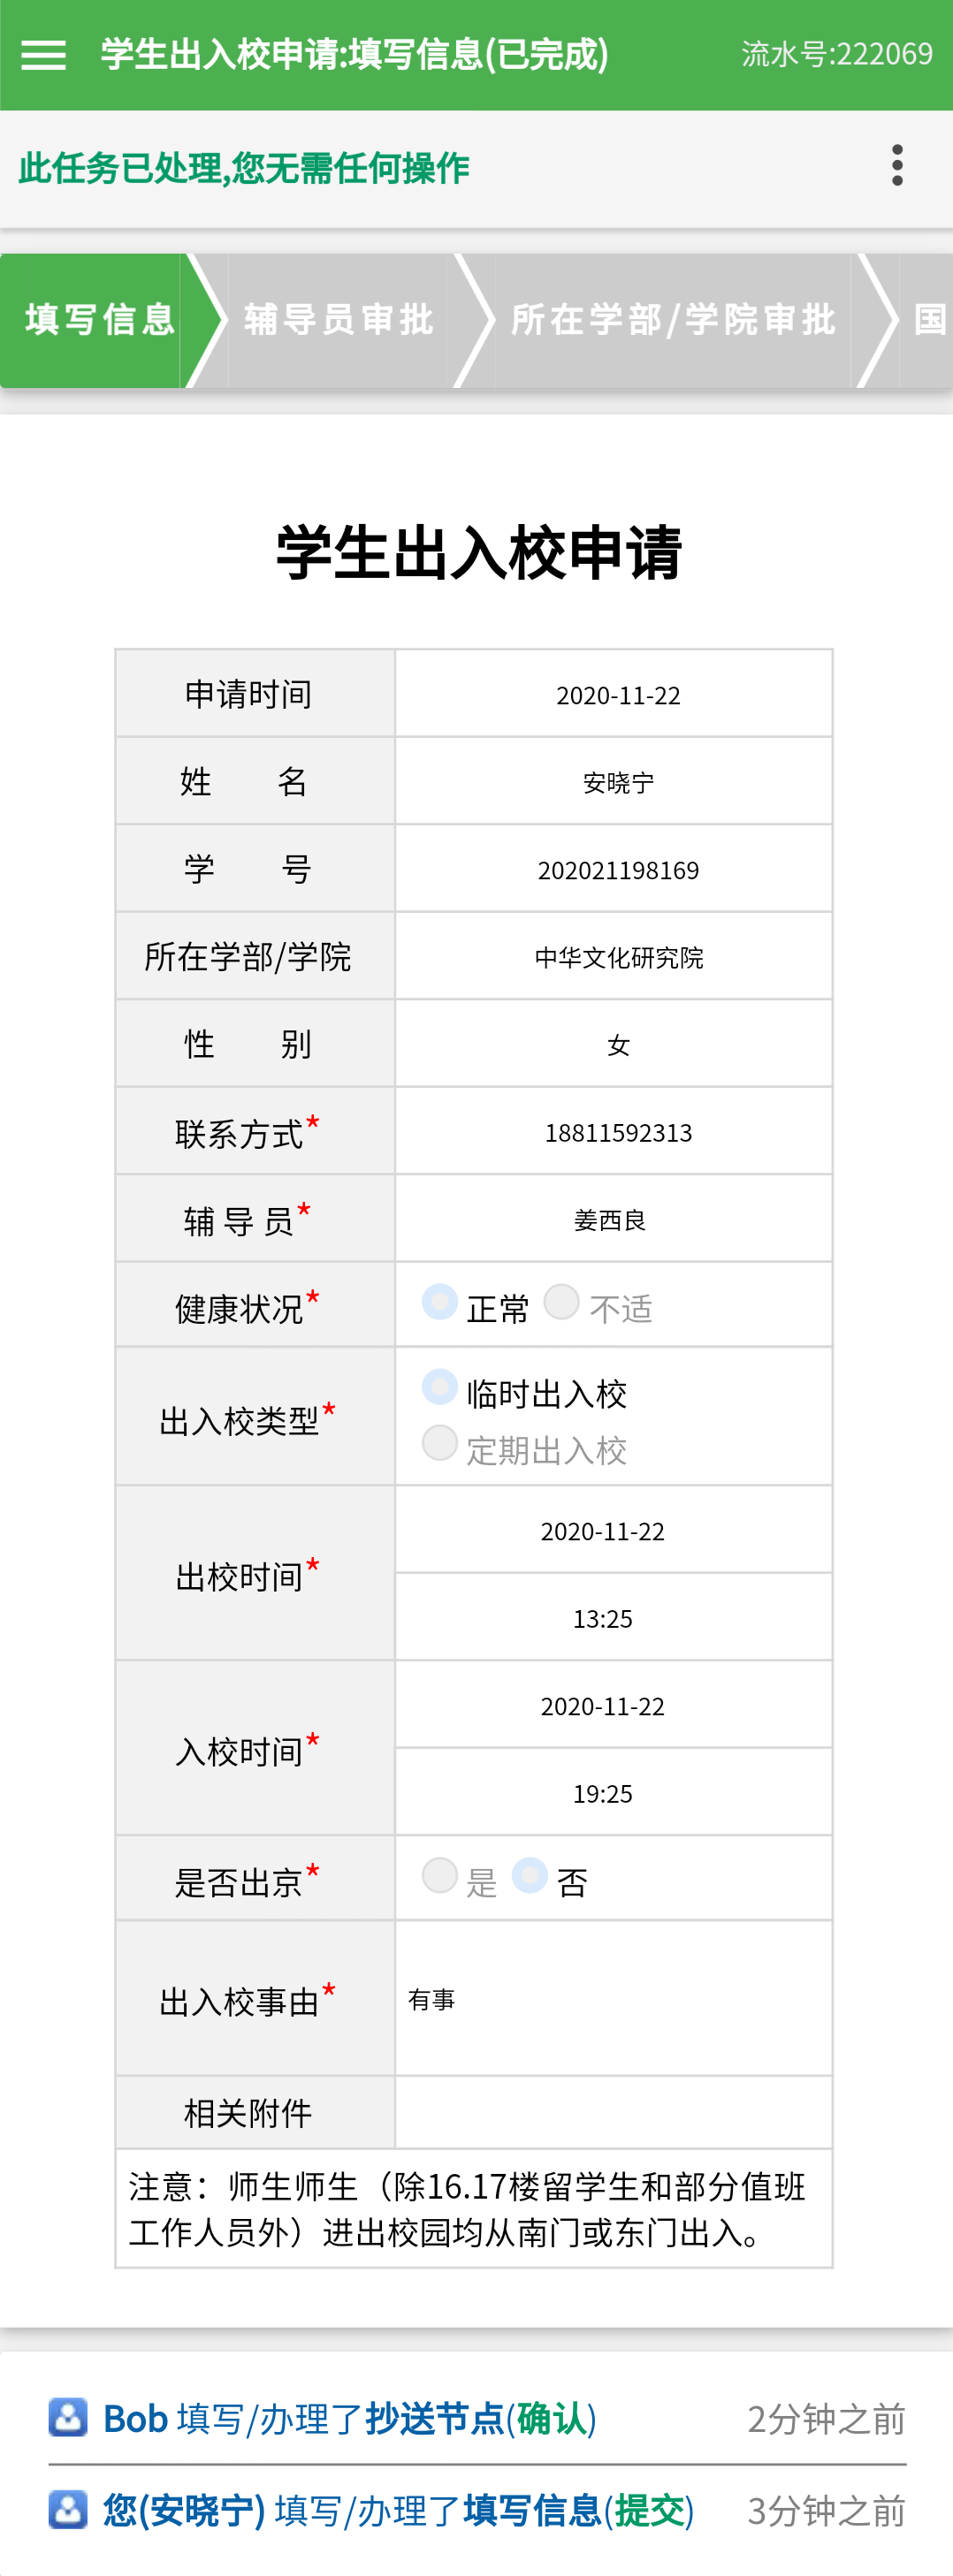 学生出入校申请:填写信息(已完成) 流水号:222069
此任务已处理,您无需任何操作
填写信息 辅导员审批 所在学部/学院审批 国
学生出入校申请
申请时间 2020-11-22
姓 名 安晓宁
学 号 202021198169
所在学部/学院 中华文化研究院
性 别 女
联系方式* 18811592313
辅 导 员* 姜西良
健康状况* 正常 不适
出入校类型* 临时出入校
定期出入校
出校时间* 2020-11-22
13:25
入校时间* 2020-11-22
19:25
是否出京* 是 否
出入校事由* 有事
相关附件
注意：师生师生（除16.17楼留学生和部分值班
工作人员外）进出校园均从南门或东门出入。
Bob 填写/办理了抄送节点(确认) 2分钟之前
您(安晓宁) 填写/办理了填写信息(提交) 3分钟之前